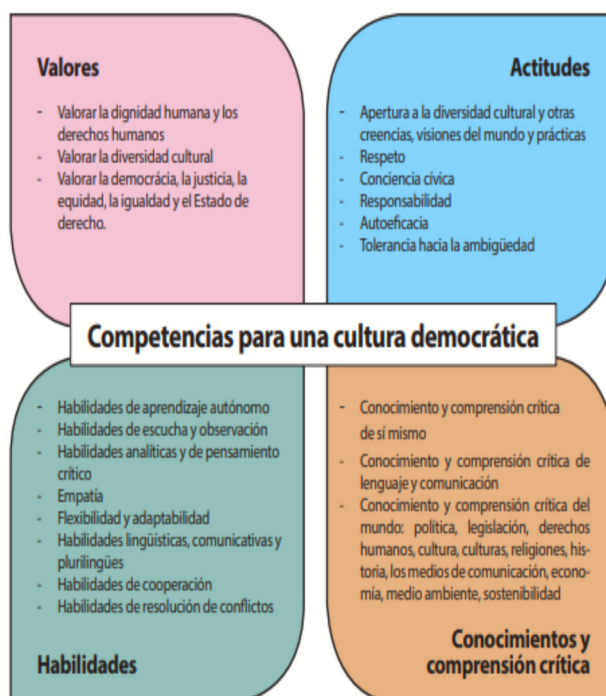 Valores
- Valorar la dignidad humana y los
derechos humanos
- Valorar la diversidad cultural
- Valorar la democrácia, la justicia, la
equidad, la igualdad y el Estado de
derecho.
Actitudes
- Apertura a la diversidad cultural y otras
creencias, visiones del mundo y prácticas
- Respeto
- Conciencia cívica
- Responsabilidad
- Autoeficacia
- Tolerancia hacia la ambigüedad
Competencias para una cultura democrática
- Habilidades de aprendizaje autónomo
- Habilidades de escucha y observación
- Habilidades analíticas y de pensamiento
crítico
- Empatía
- Flexibilidad y adaptabilidad
- Habilidades lingüísticas, comunicativas y
plurilingües
- Habilidades de cooperación
- Habilidades de resolución de conflictos
Habilidades
- Conocimiento y comprensión crítica
de sí mismo
- Conocimiento y comprensión crítica de
lenguaje y comunicación
- Conocimiento y comprensión crítica del
mundo: política, legislación, derechos
humanos, cultura, culturas, religiones, his-
toria, los medios de comunicación, econo-
mía, medio ambiente, sostenibilidad
Conocimientos y
comprensión crítica